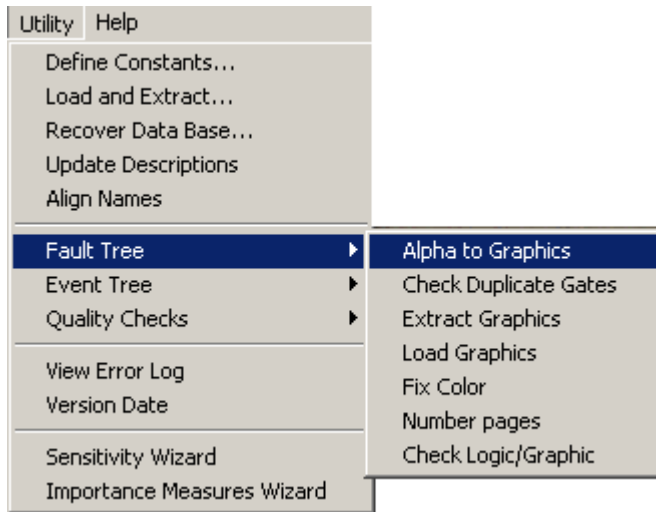 Utility Help
Define Constants...
Load and Extract...
Recover Data Base...
Update Descriptions
Align Names
Fault Tree
Event Tree
Quality Checks
View Error Log
Version Date
Sensitivity Wizard
Importance Measures Wizard
Alpha to Graphics
Check Duplicate Gates
Extract Graphics
Load Graphics
Fix Color
Number pages
Check Logic/Graphic